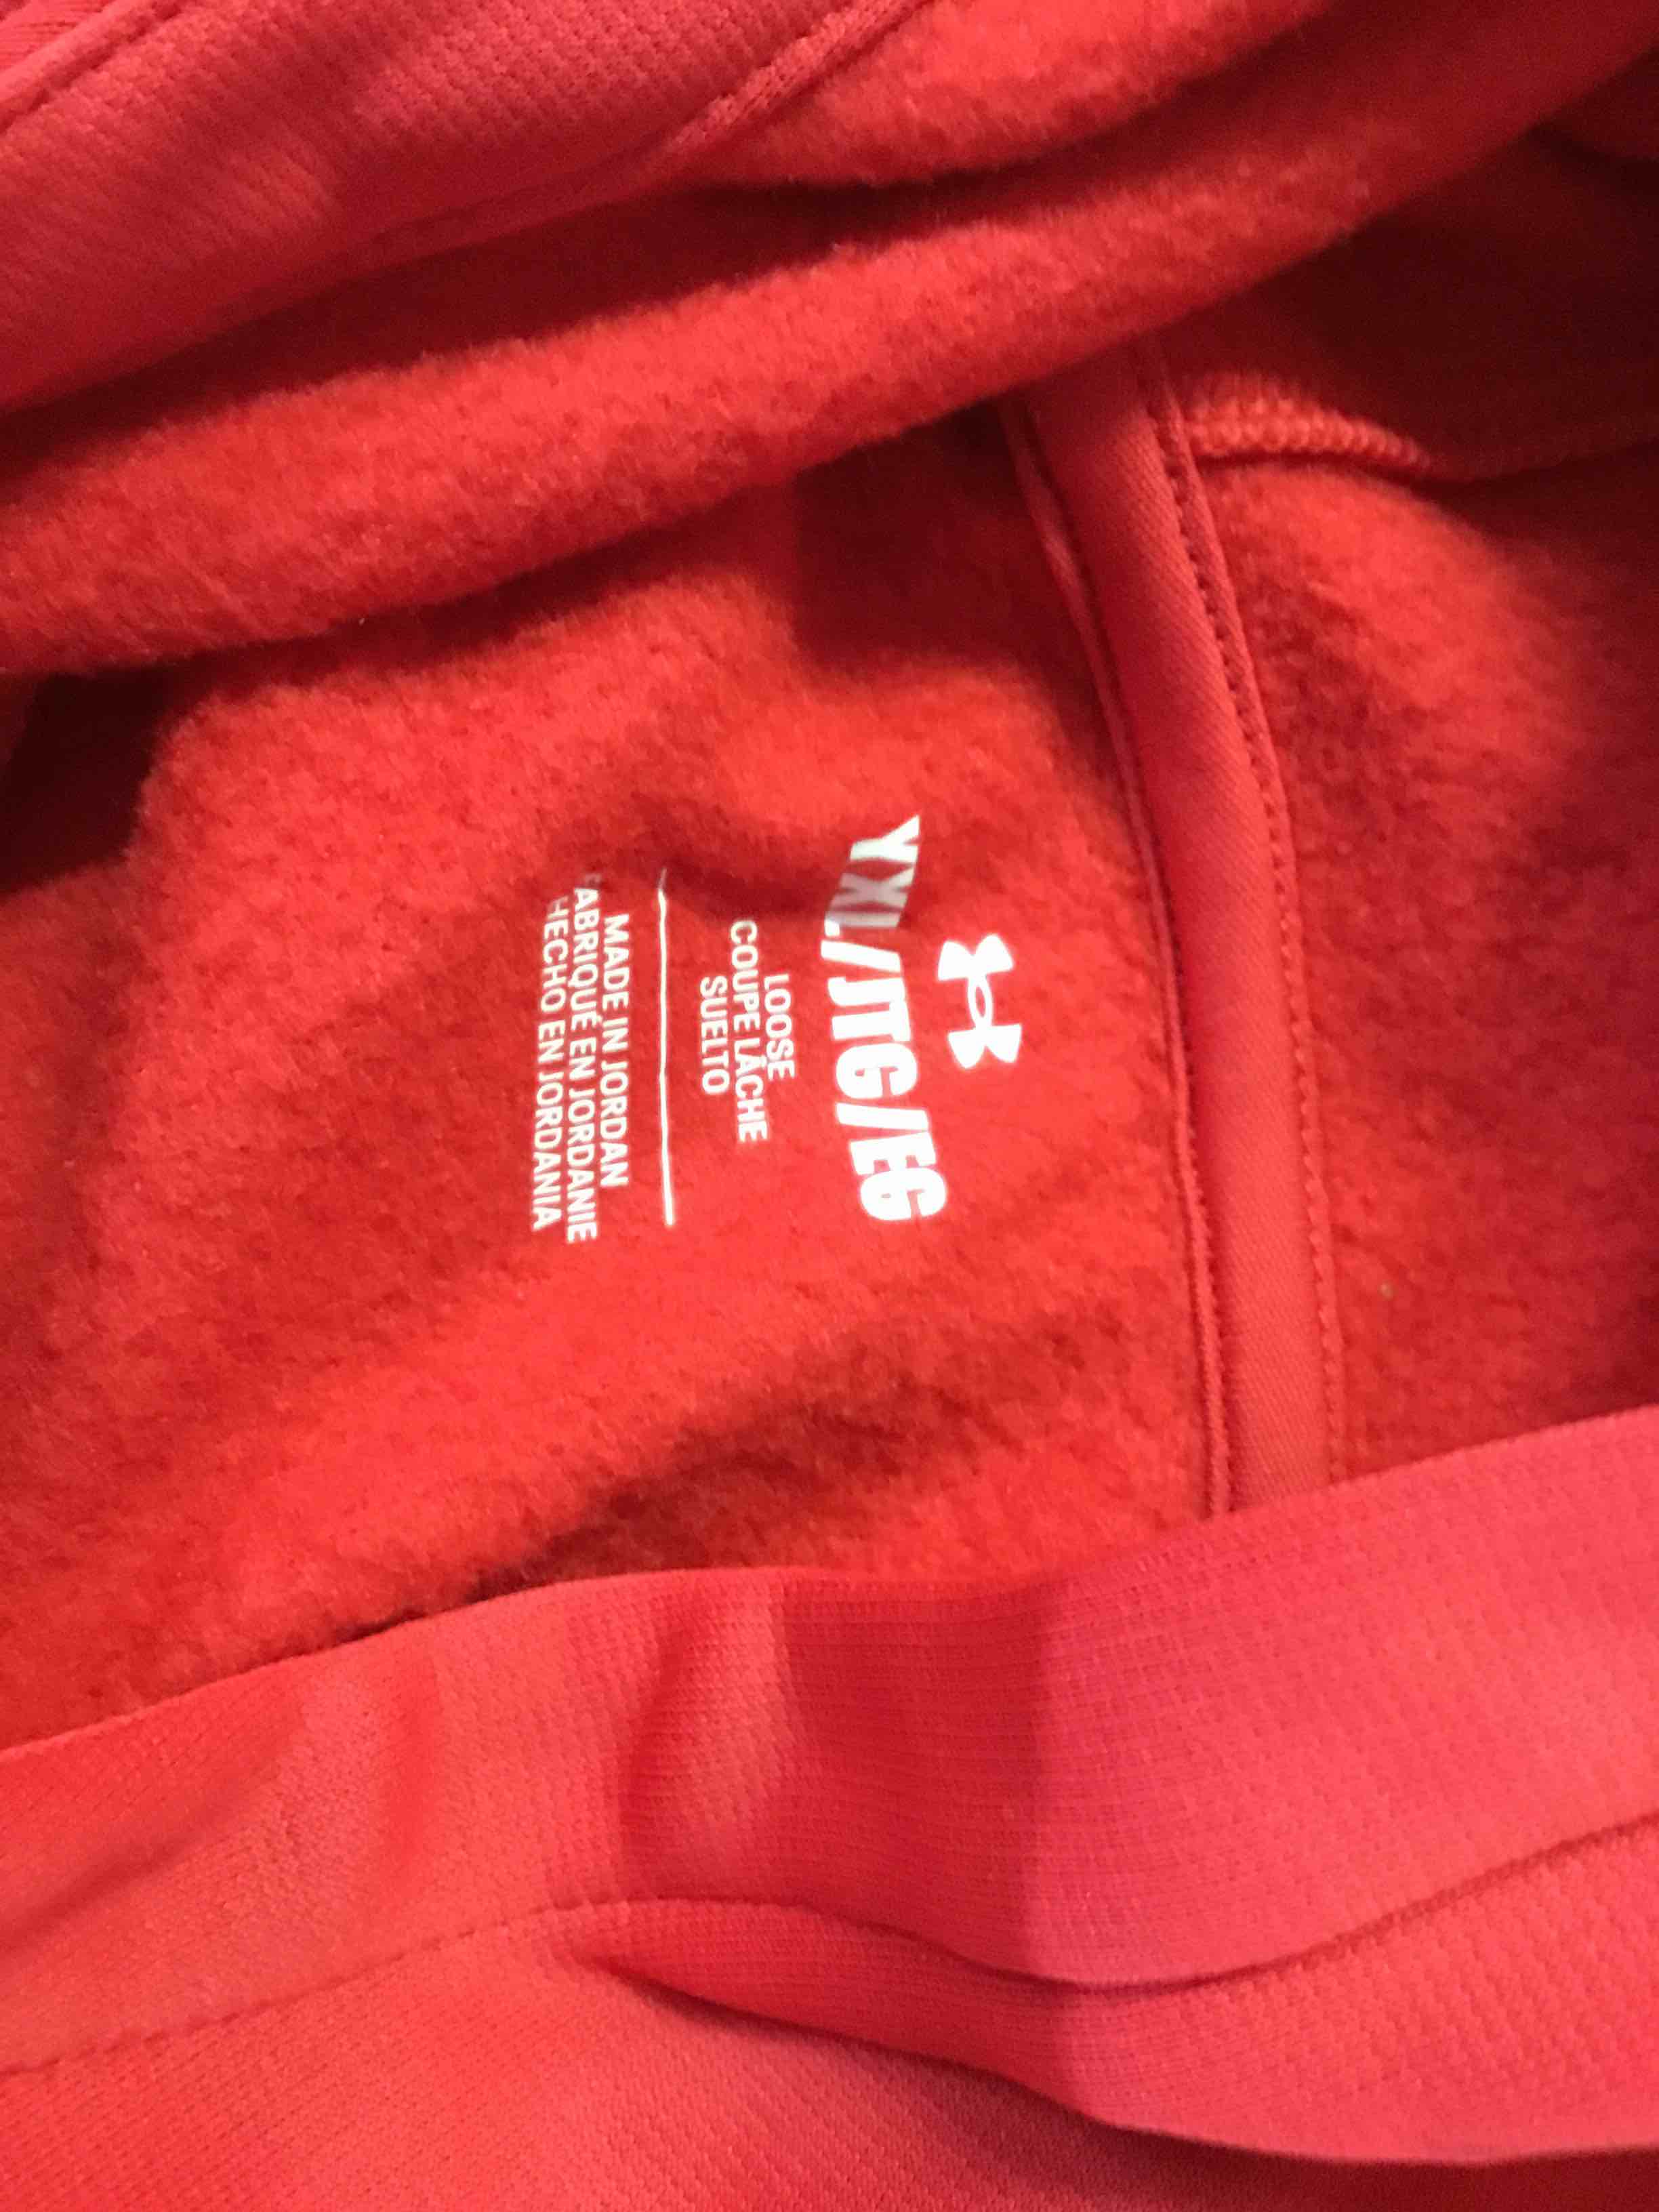 YXL/JTG/EG
LOOSE
COUPE LÂCHE
SUELTO
MADE IN JORDAN
FABRIQUÉ EN JORDANIE
HECHO EN JORDANIA